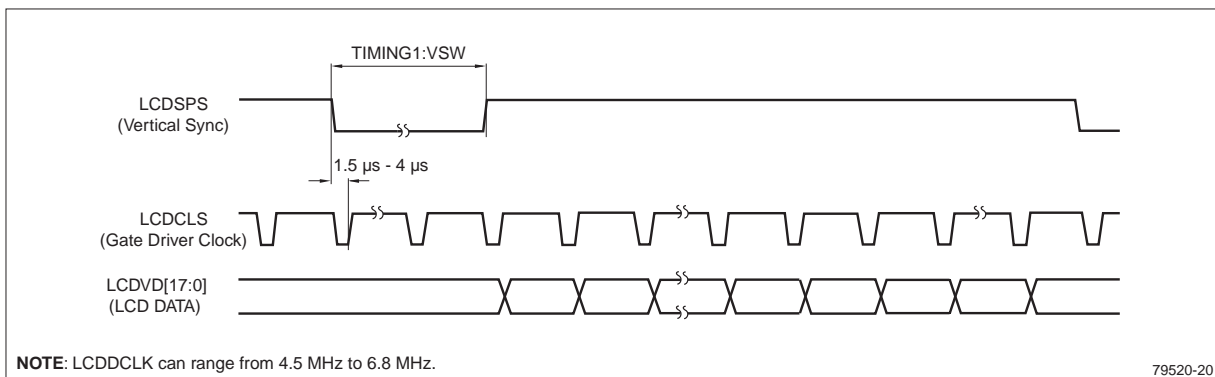 TIMING1:VSW
LCDSPS
(Vertical Sync)
1.5 µs - 4 µs
LCDCLS
(Gate Driver Clock)
LCDVD[17:0]
(LCD DATA)
NOTE: LCDDCLK can range from 4.5 MHz to 6.8 MHz.
79520-20